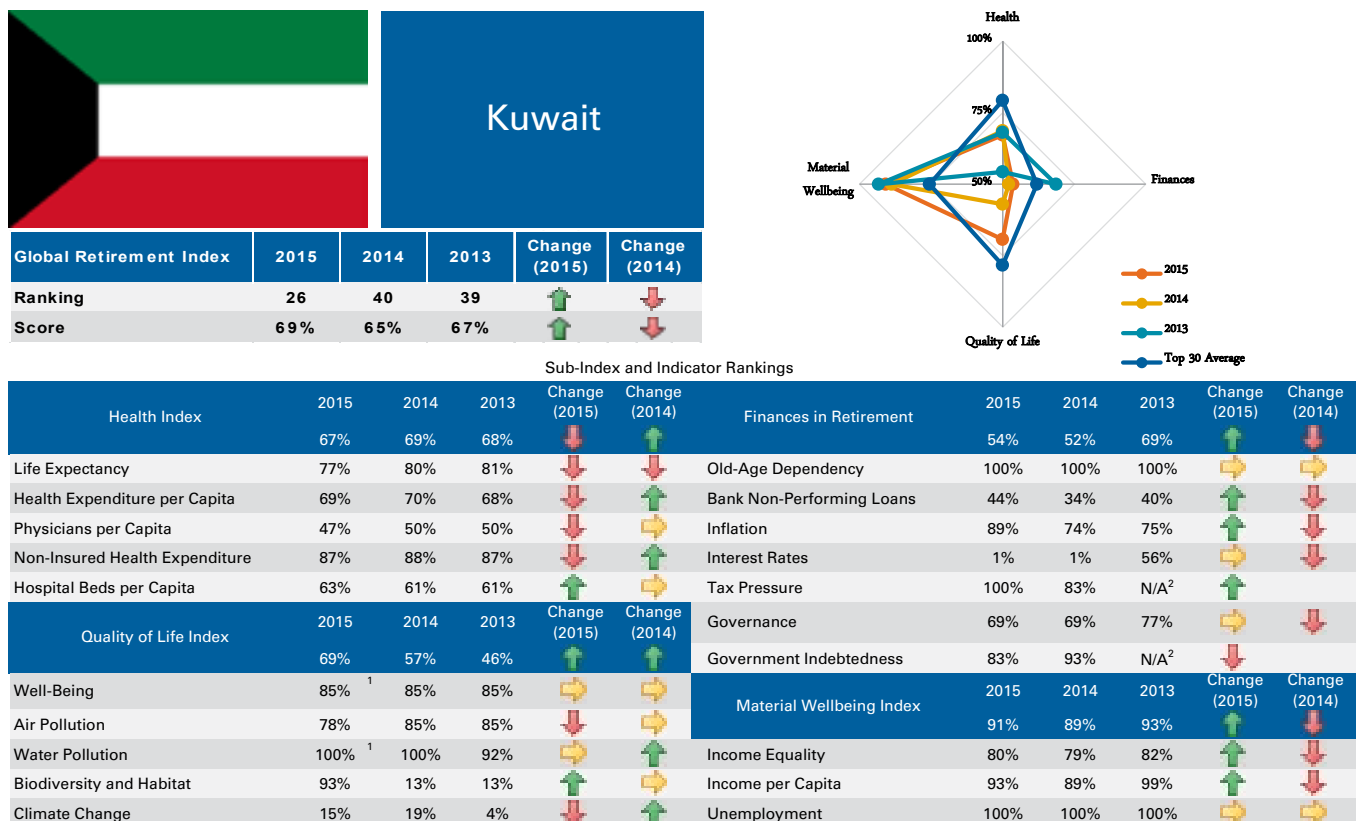 Kuwait
Global Retirement Index 2015 2014 2013 Change (2015) Change (2014)
Ranking 26 40 39
Score 69% 65% 67%
Health
100%
75%
50%
Material Wellbeing
Finances
Quality of Life
2015
2014
2013
Top 30 Average
Sub-Index and Indicator Rankings
Health Index 2015 2014 2013 Change (2015) Change (2014)
67% 69% 68%
Life Expectancy 77% 80% 81%
Health Expenditure per Capita 69% 70% 68%
Physicians per Capita 47% 50% 50%
Non-Insured Health Expenditure 87% 88% 87%
Hospital Beds per Capita 63% 61% 61%
Quality of Life Index 2015 2014 2013 Change (2015) Change (2014)
69% 57% 46%
Well-Being 85% 1 85% 85%
Air Pollution 78% 85% 85%
Water Pollution 100% 1 100% 92%
Biodiversity and Habitat 93% 13% 13%
Climate Change 15% 19% 4%
Finances in Retirement 2015 2014 2013 Change (2015) Change (2014)
54% 52% 69%
Old-Age Dependency 100% 100% 100%
Bank Non-Performing Loans 44% 34% 40%
Inflation 89% 74% 75%
Interest Rates 1% 1% 56%
Tax Pressure 100% 83% N/A2
Governance 69% 69% 77%
Government Indebtedness 83% 93% N/A2
Material Wellbeing Index 2015 2014 2013 Change (2015) Change (2014)
91% 89% 93%
Income Equality 80% 79% 82%
Income per Capita 93% 89% 99%
Unemployment 100% 100% 100%